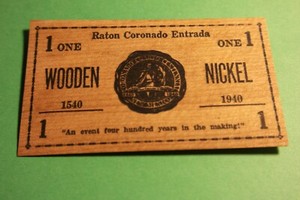 Raton Coronado Entrada
1 ONE ONE 1
WOODEN NICKEL
1540 1940
1 1
"An event four hundred years in the making!"